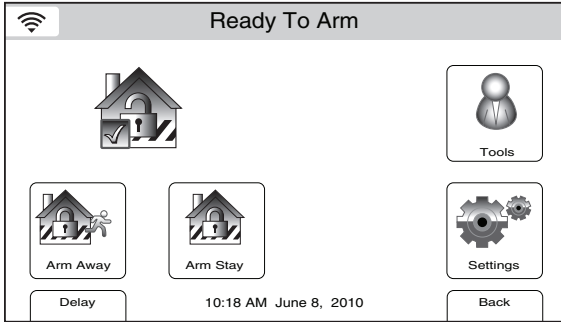 Ready To Arm
Tools
Arm Away
Arm Stay
Settings
Delay
10:18 AM June 8, 2010
Back